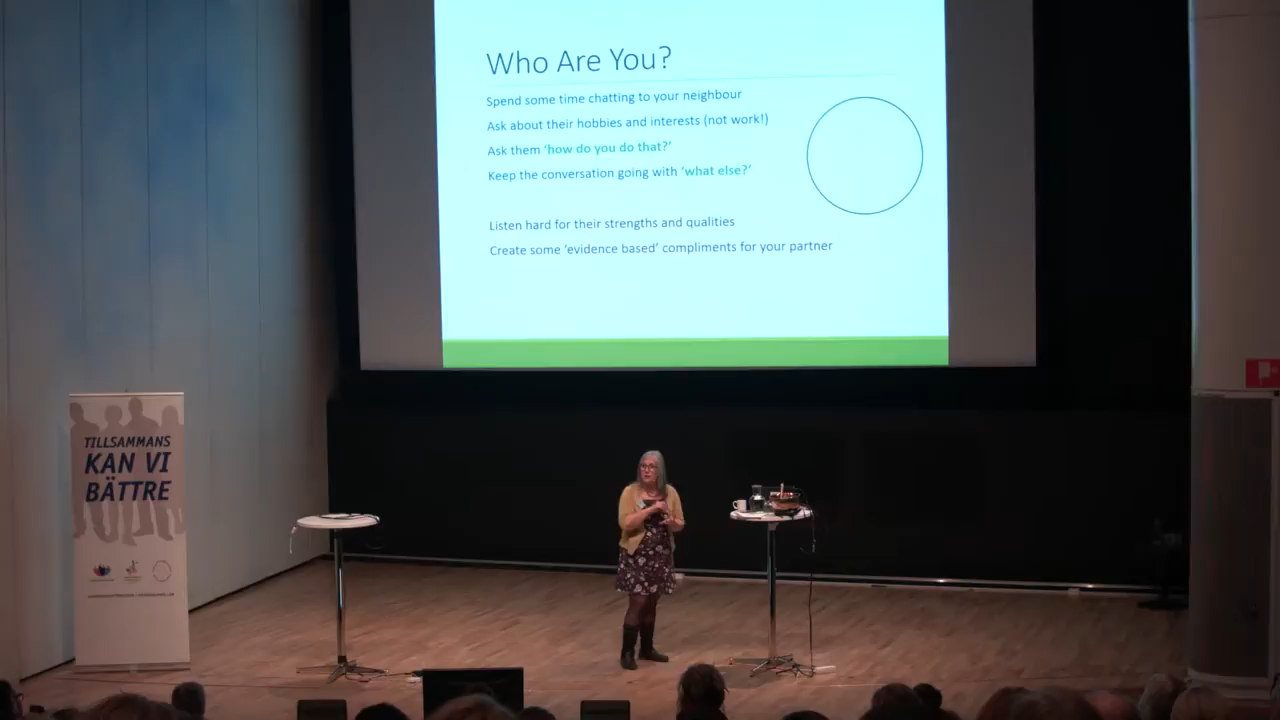 Who Are You?
Spend some time chatting to your neighbour
Ask about their hobbies and interests (not work!)
Ask them ‘how do you do that?’
Keep the conversation going with ‘what else?’
Listen hard for their strengths and qualities
Create some ‘evidence based’ compliments for your partner
TILLSAMMANS
KAN VI
BÄTTRE